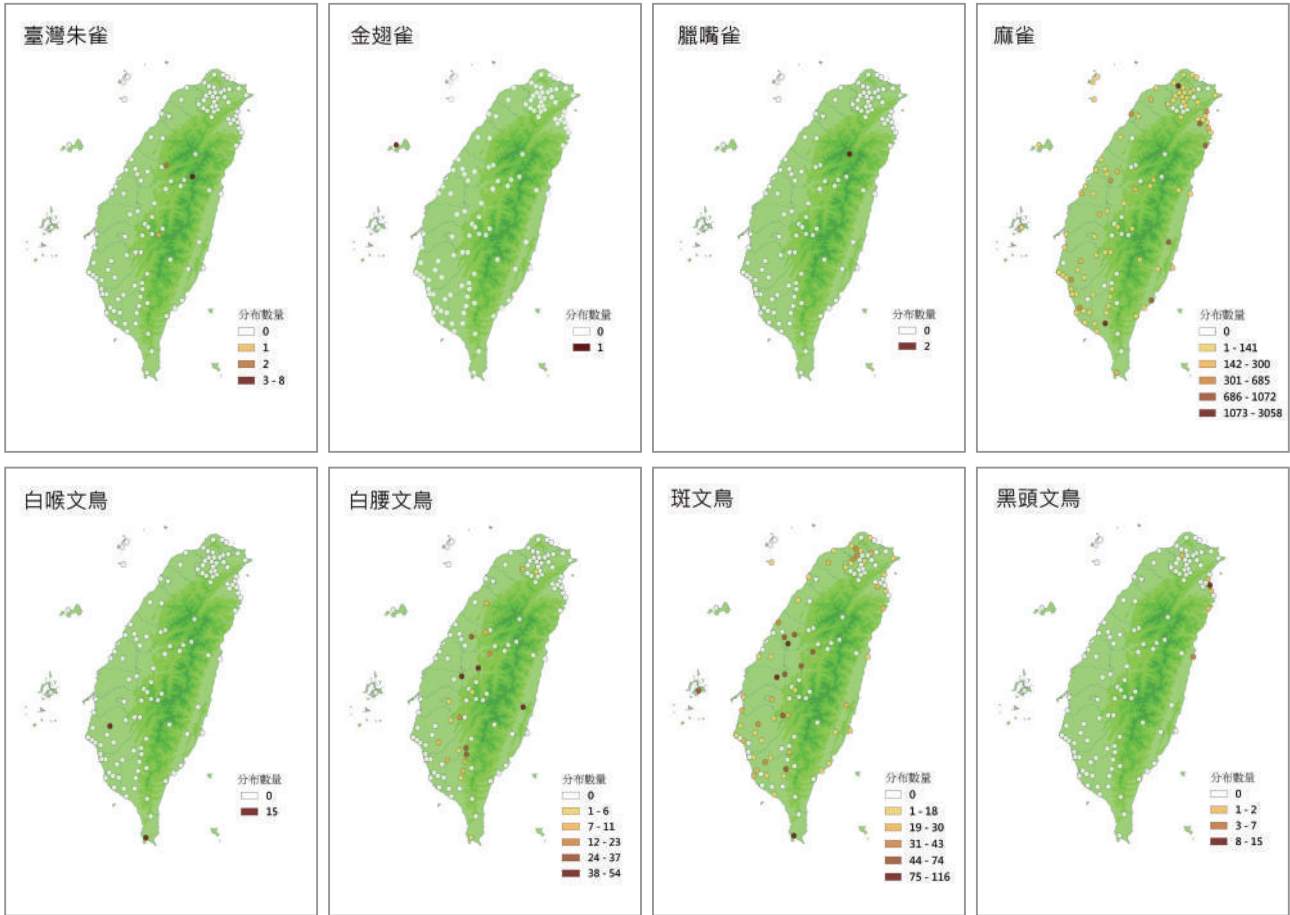 臺灣朱雀
分布數量
0
1
2
3 - 8
金翅雀
分布數量
0
1
臘嘴雀
分布數量
0
2
麻雀
分布數量
0
1 - 141
142 - 300
301 - 685
686 - 1072
1073 - 3058
白喉文鳥
分布數量
0
15
白腰文鳥
分布數量
0
1 - 6
7 - 11
12 - 23
24 - 37
38 - 54
斑文鳥
分布數量
0
1 - 18
19 - 30
31 - 43
44 - 74
75 - 116
黑頭文鳥
分布數量
0
1 - 2
3 - 7
8 - 15